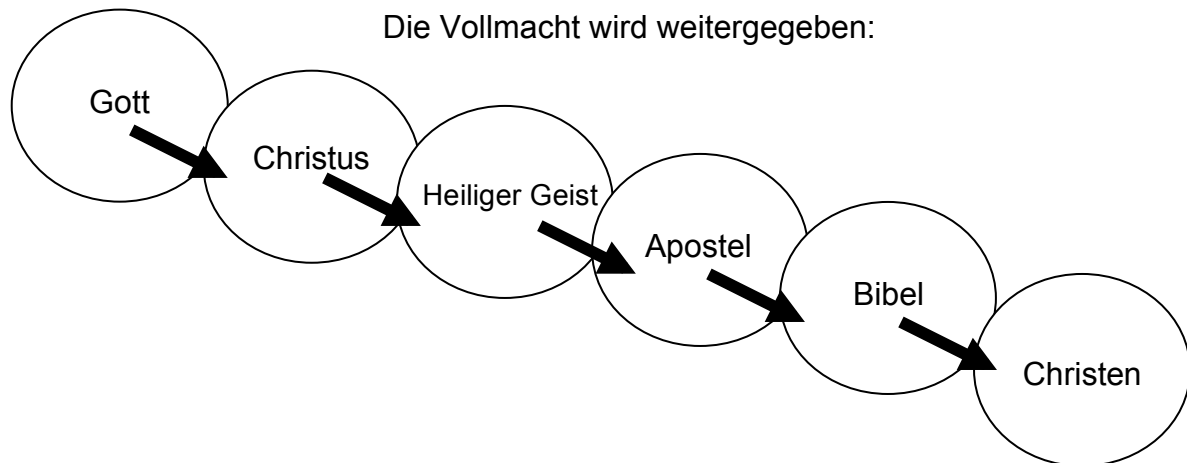 Die Vollmacht wird weitergegeben:
Gott
Christus
Heiliger Geist
Apostel
Bibel
Christen